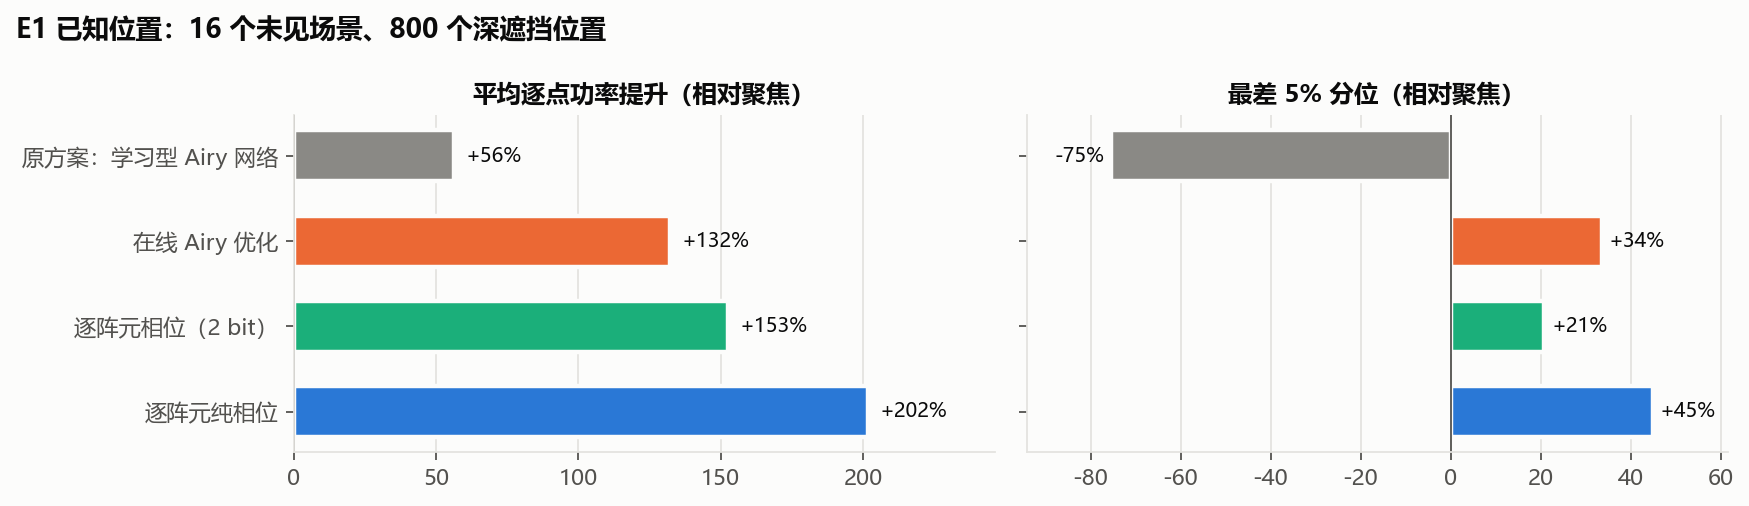 E1 已知位置：16 个未见场景、800 个深遮挡位置
平均逐点功率提升（相对聚焦）
原方案：学习型 Airy 网络
+56%
在线 Airy 优化
+132%
逐阵元相位（2 bit）
+153%
逐阵元纯相位
+202%
0 50 100 150 200
最差 5% 分位（相对聚焦）
-75%
+34%
+21%
+45%
-80 -60 -40 -20 0 20 40 60